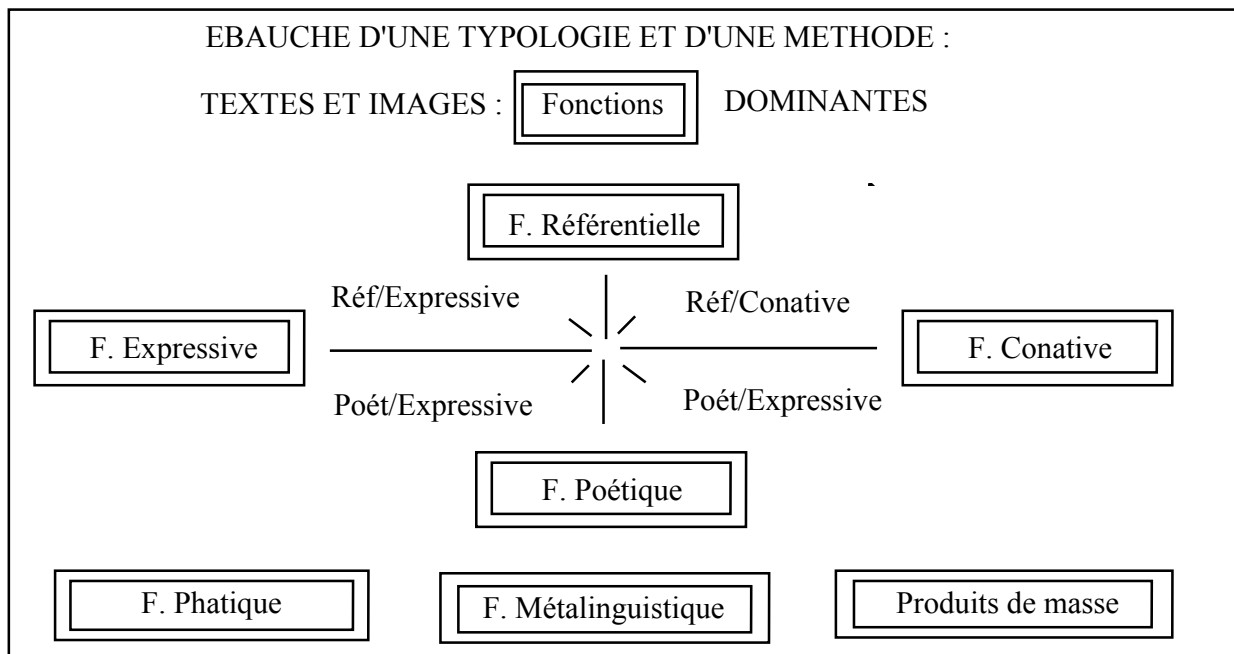 EBAUCHE D'UNE TYPOLOGIE ET D'UNE METHODE :
TEXTES ET IMAGES : Fonctions DOMINANTES
F. Référentielle
Réf/Expressive Réf/Conative
F. Expressive F. Conative
Poét/Expressive Poét/Expressive
F. Poétique
F. Phatique F. Métalinguistique Produits de masse